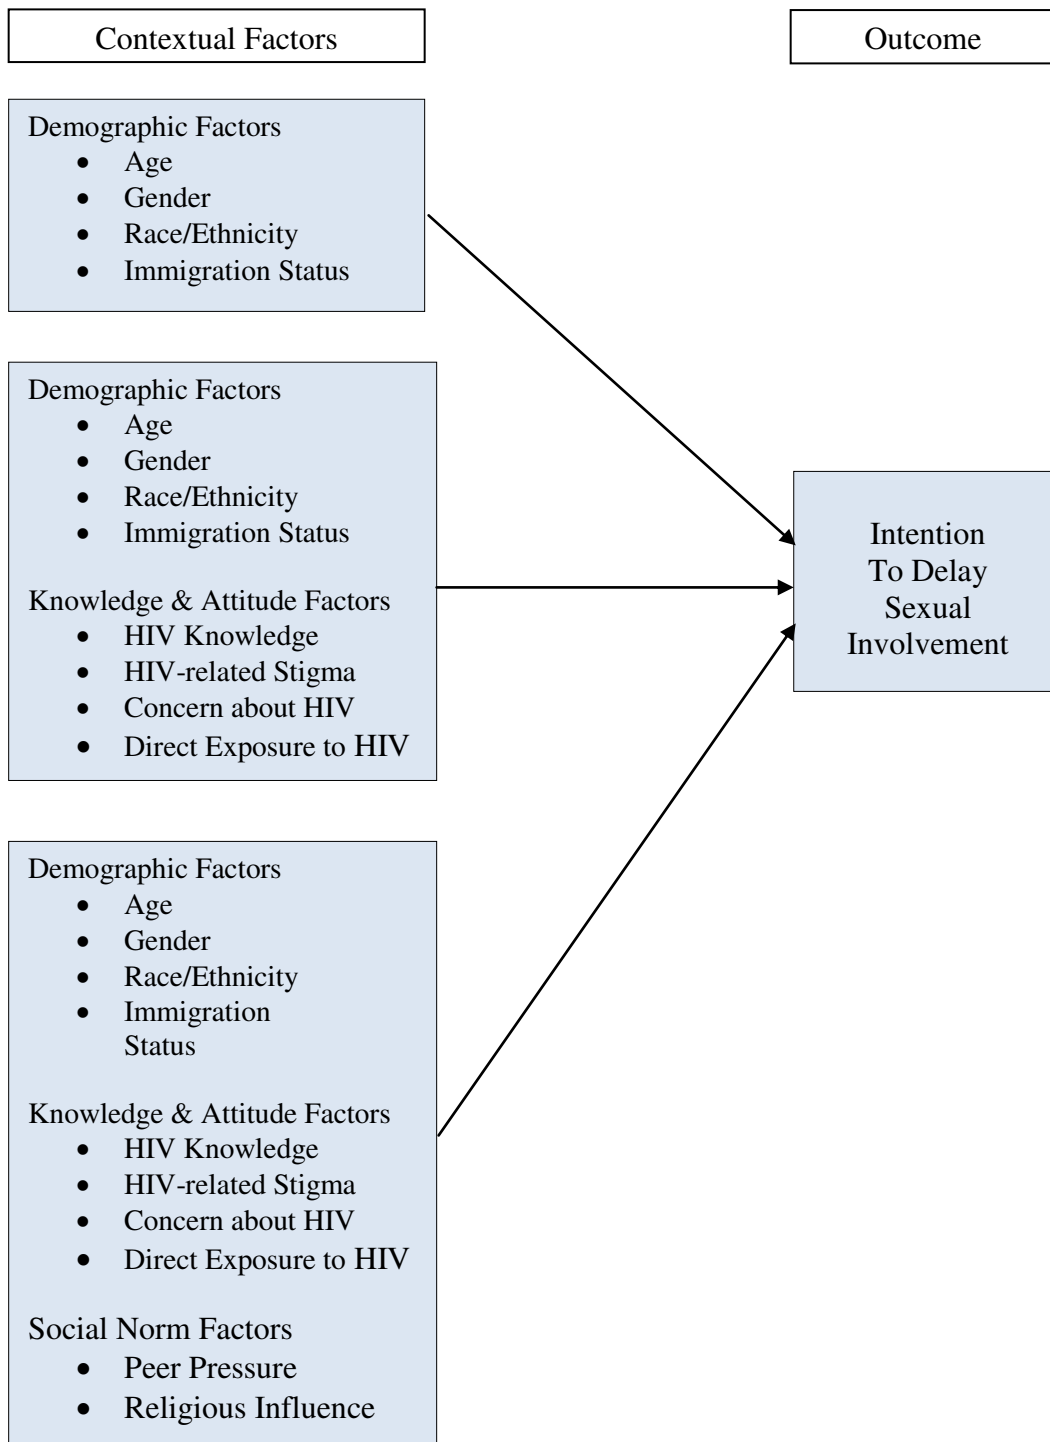 Contextual Factors
Outcome
Demographic Factors
• Age
• Gender
• Race/Ethnicity
• Immigration Status
Demographic Factors
• Age
• Gender
• Race/Ethnicity
• Immigration Status
Knowledge & Attitude Factors
• HIV Knowledge
• HIV-related Stigma
• Concern about HIV
• Direct Exposure to HIV
Intention
To Delay
Sexual
Involvement
Demographic Factors
• Age
• Gender
• Race/Ethnicity
• Immigration
Status
Knowledge & Attitude Factors
• HIV Knowledge
• HIV-related Stigma
• Concern about HIV
• Direct Exposure to HIV
Social Norm Factors
• Peer Pressure
• Religious Influence